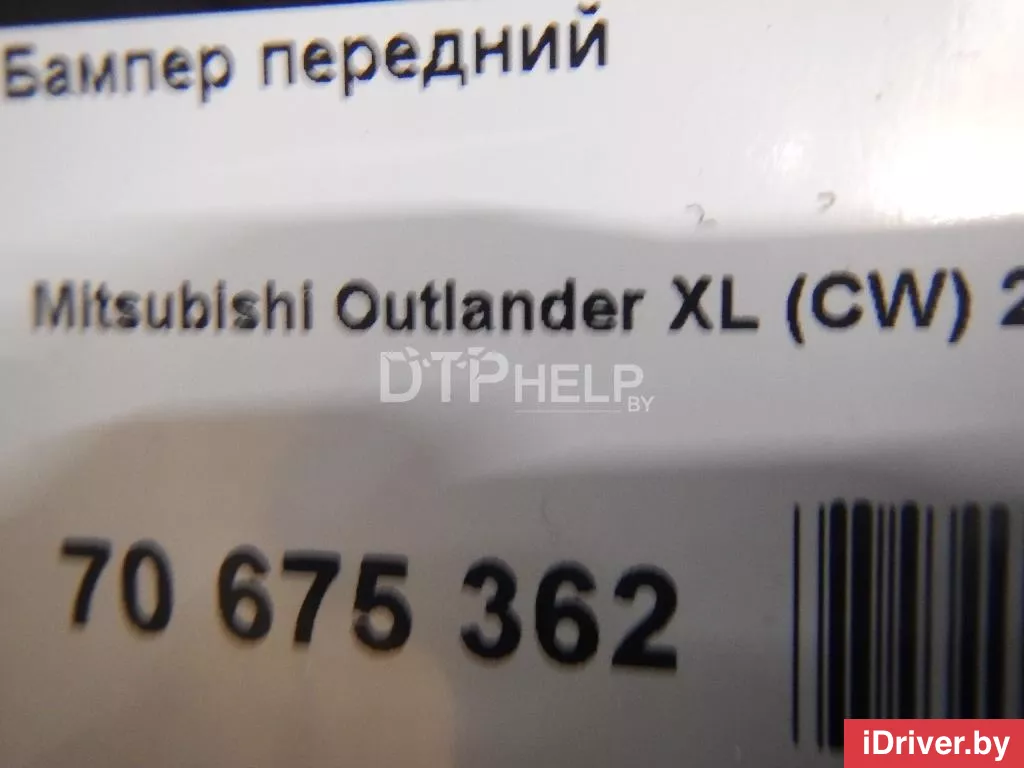 Бампер передний
Mitsubishi Outlander XL (CW) 2
DTPHELP.BY
70 675 362
iDriver.by